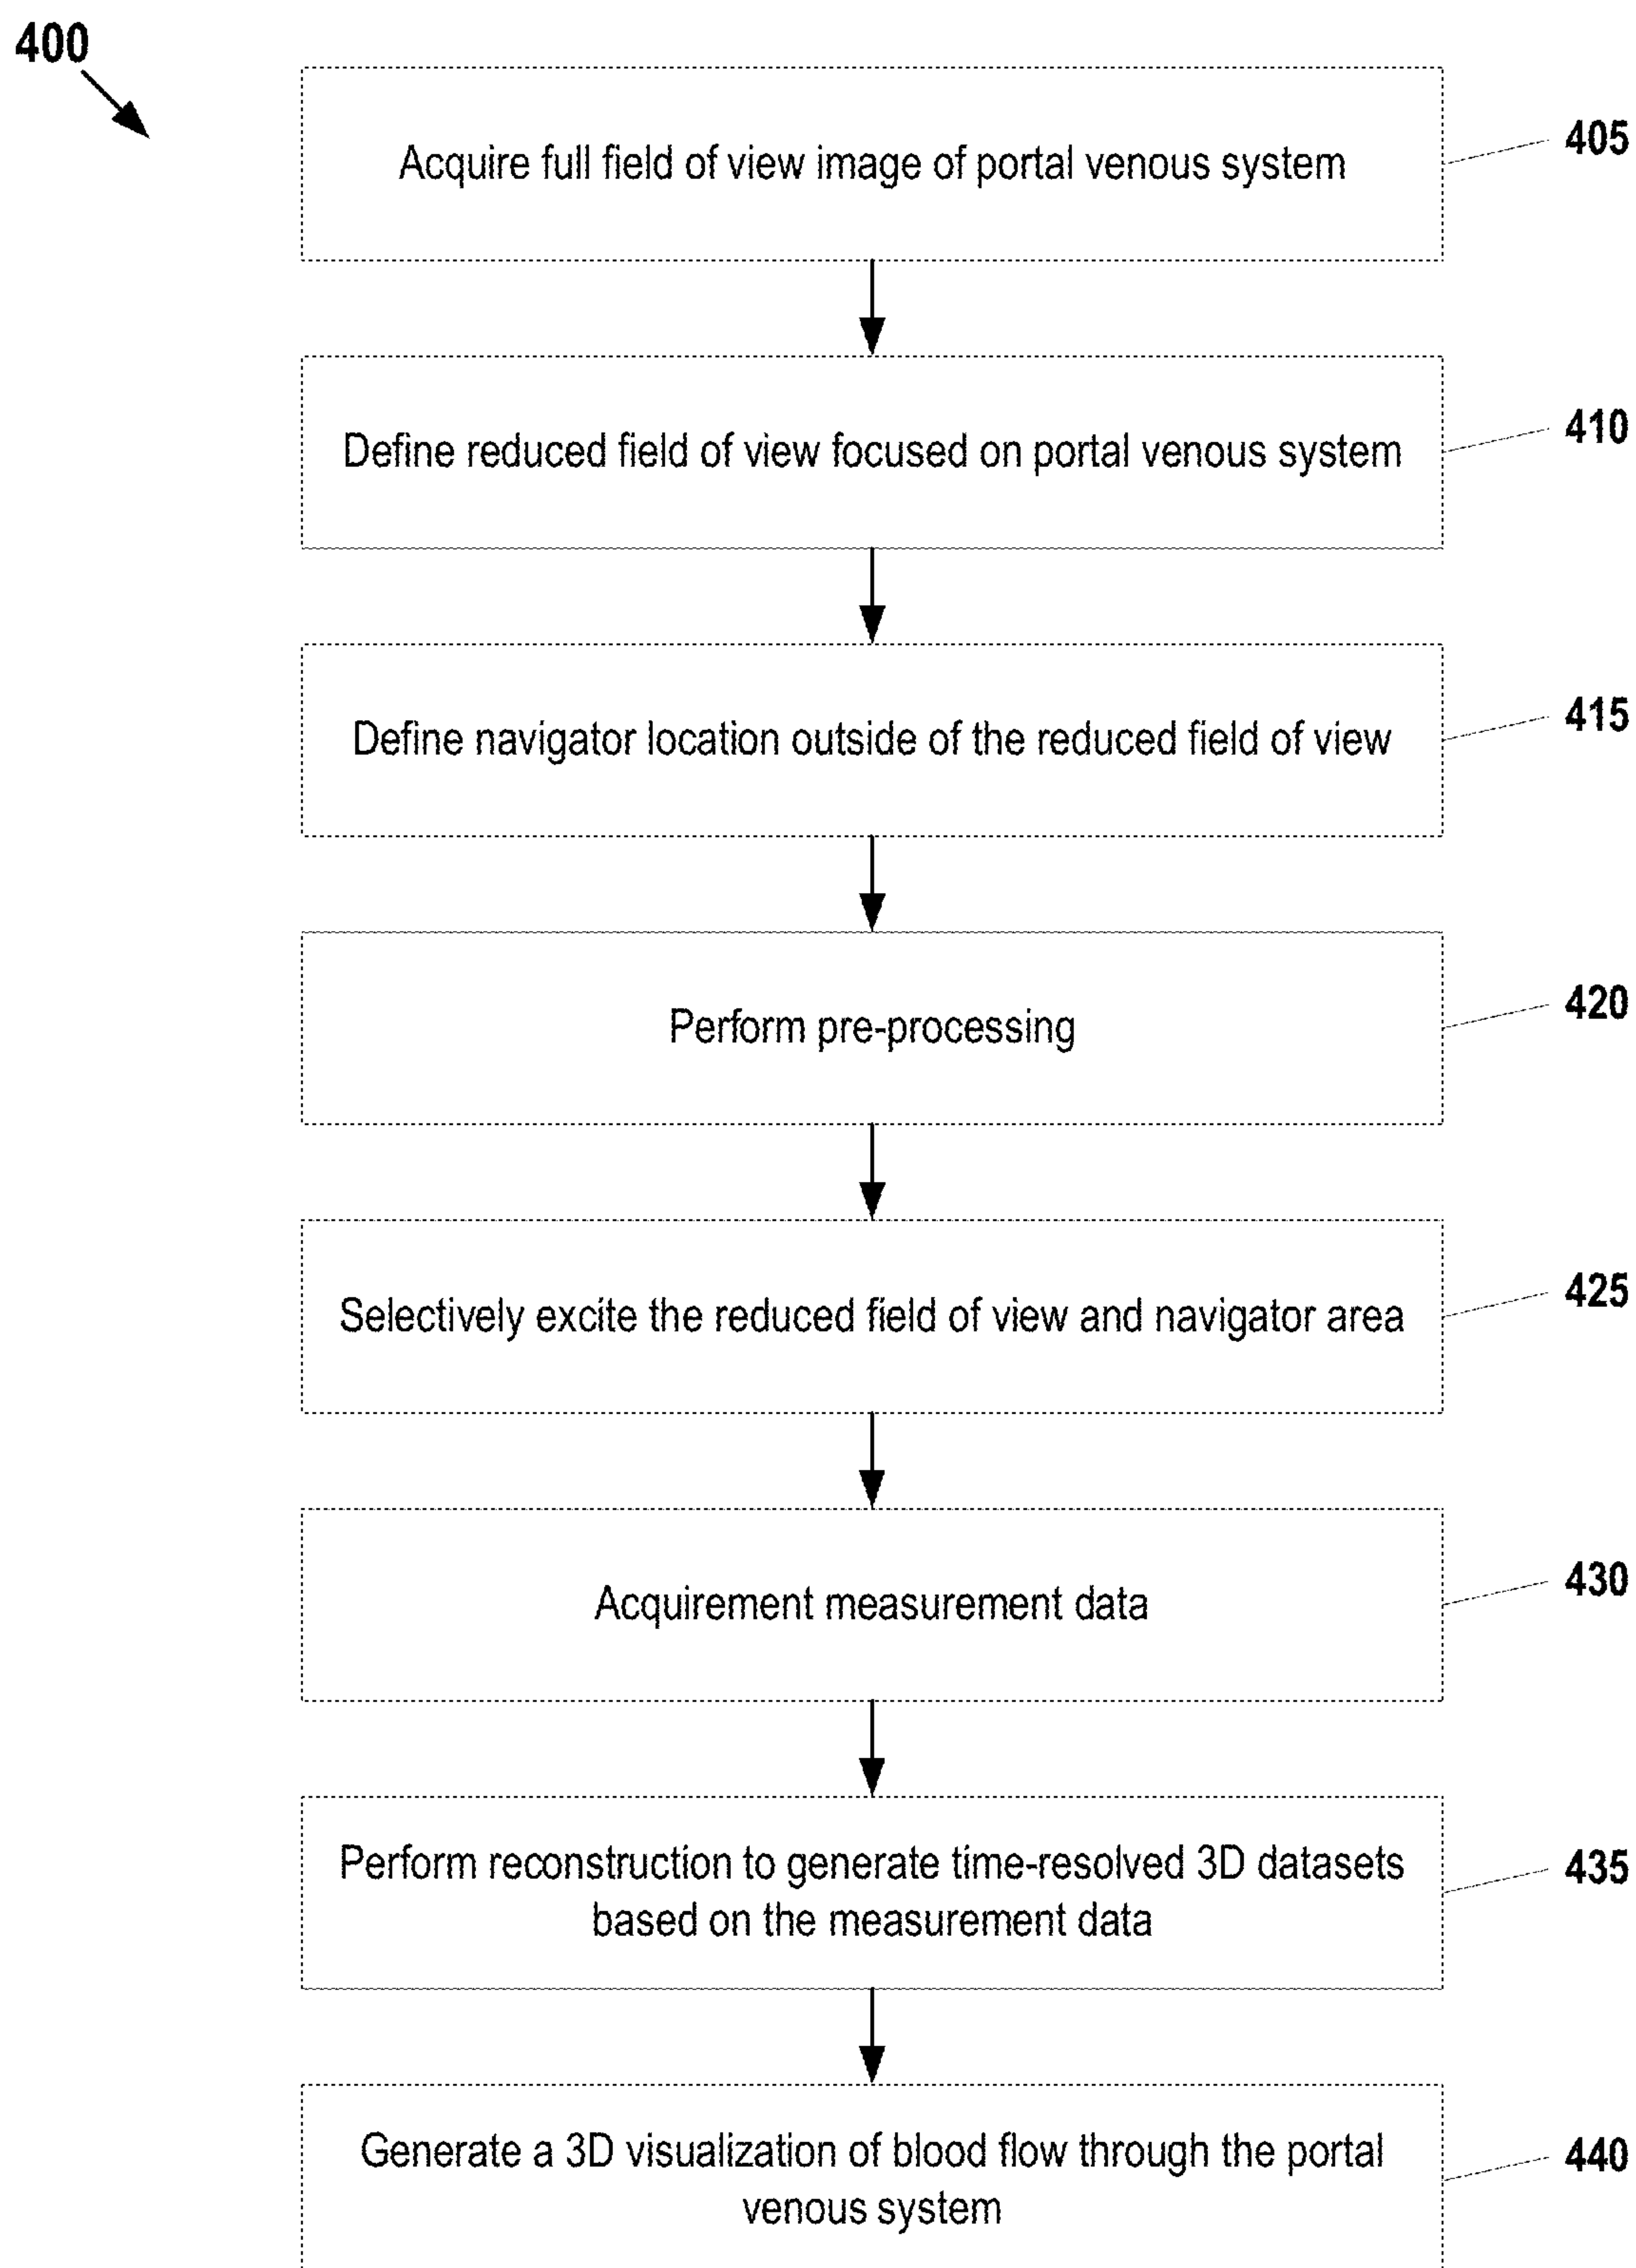 400
Acquire full field of view image of portal venous system
405
Define reduced field of view focused on portal venous system
410
Define navigator location outside of the reduced field of view
415
Perform pre-processing
420
Selectively excite the reduced field of view and navigator area
425
Acquirement measurement data
430
Perform reconstruction to generate time-resolved 3D datasets
based on the measurement data
435
Generate a 3D visualization of blood flow through the portal
venous system
440